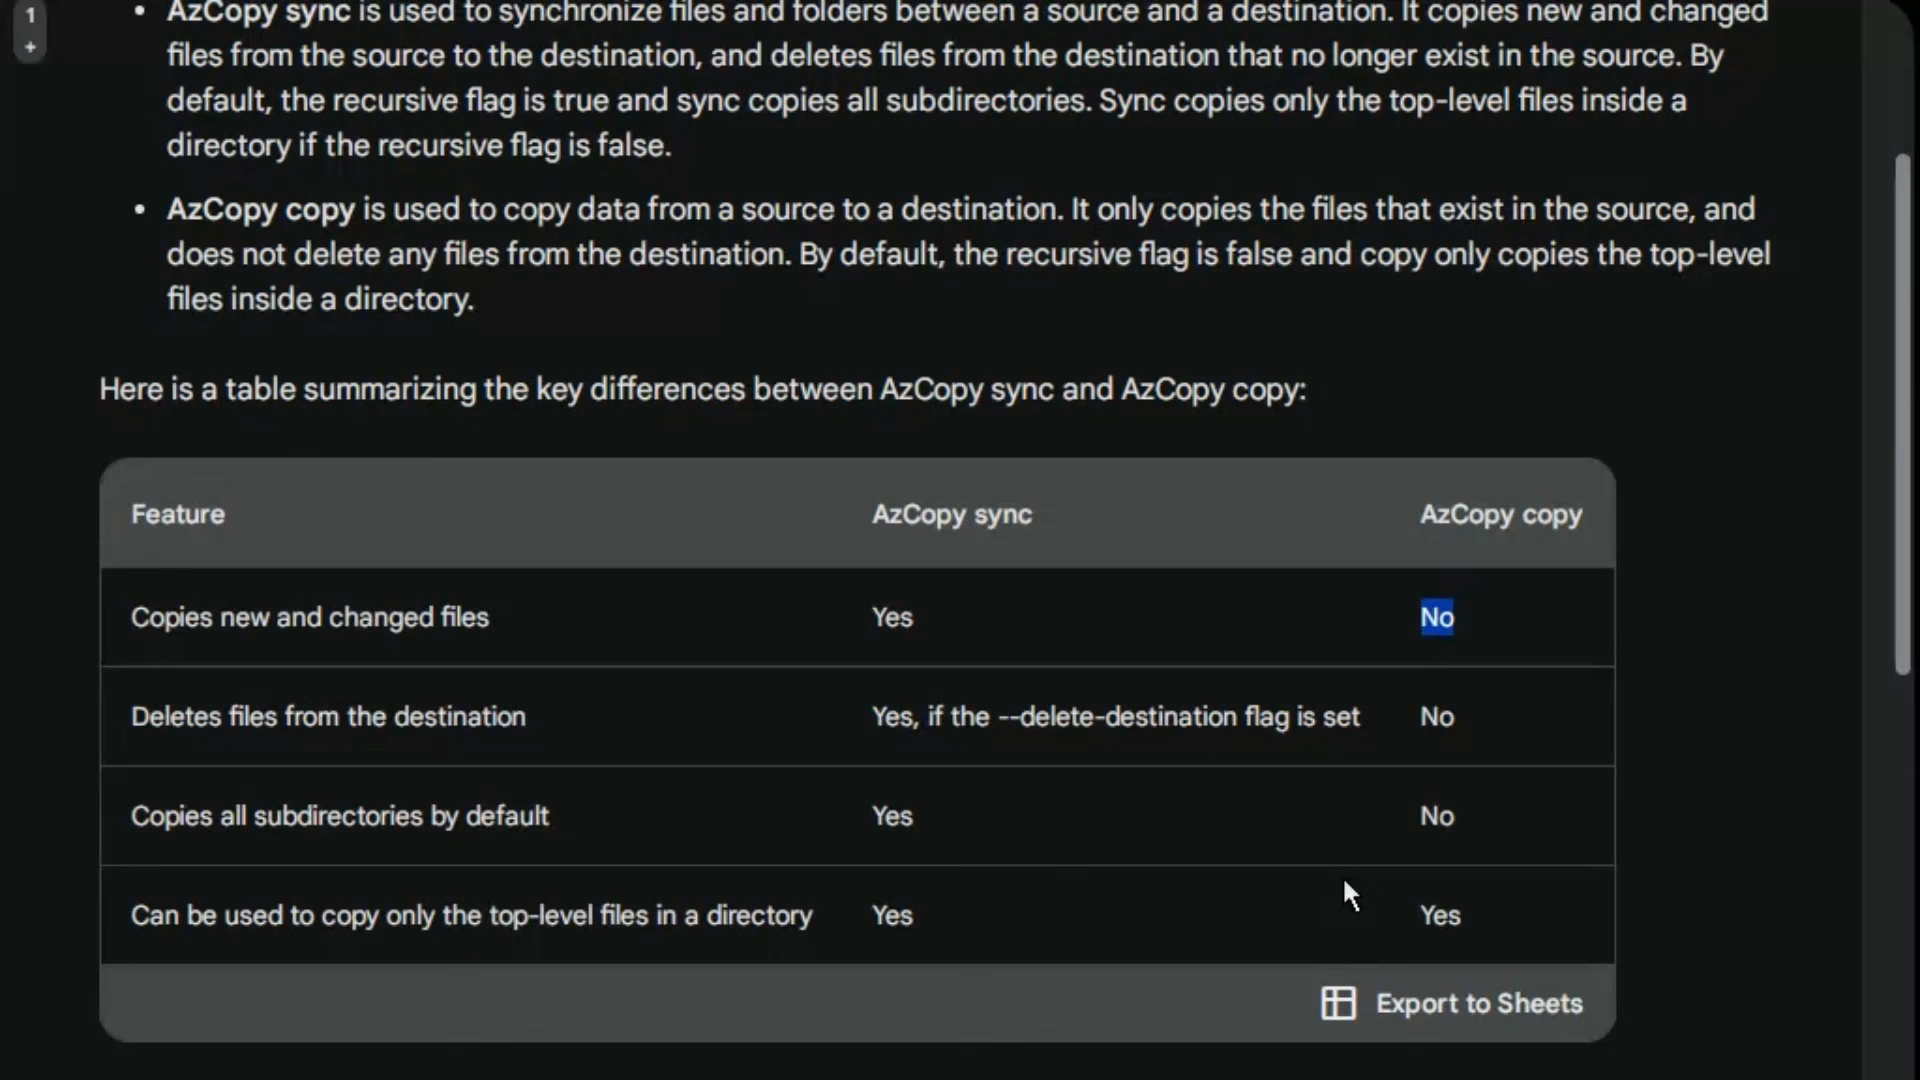 1
+
• AzCopy sync is used to synchronize files and folders between a source and a destination. It copies new and changed
files from the source to the destination, and deletes files from the destination that no longer exist in the source. By
default, the recursive flag is true and sync copies all subdirectories. Sync copies only the top-level files inside a
directory if the recursive flag is false.
• AzCopy copy is used to copy data from a source to a destination. It only copies the files that exist in the source, and
does not delete any files from the destination. By default, the recursive flag is false and copy only copies the top-level
files inside a directory.
Here is a table summarizing the key differences between AzCopy sync and AzCopy copy:
Feature AzCopy sync AzCopy copy
Copies new and changed files Yes No
Deletes files from the destination Yes, if the --delete-destination flag is set No
Copies all subdirectories by default Yes No
Can be used to copy only the top-level files in a directory Yes Yes
Export to Sheets